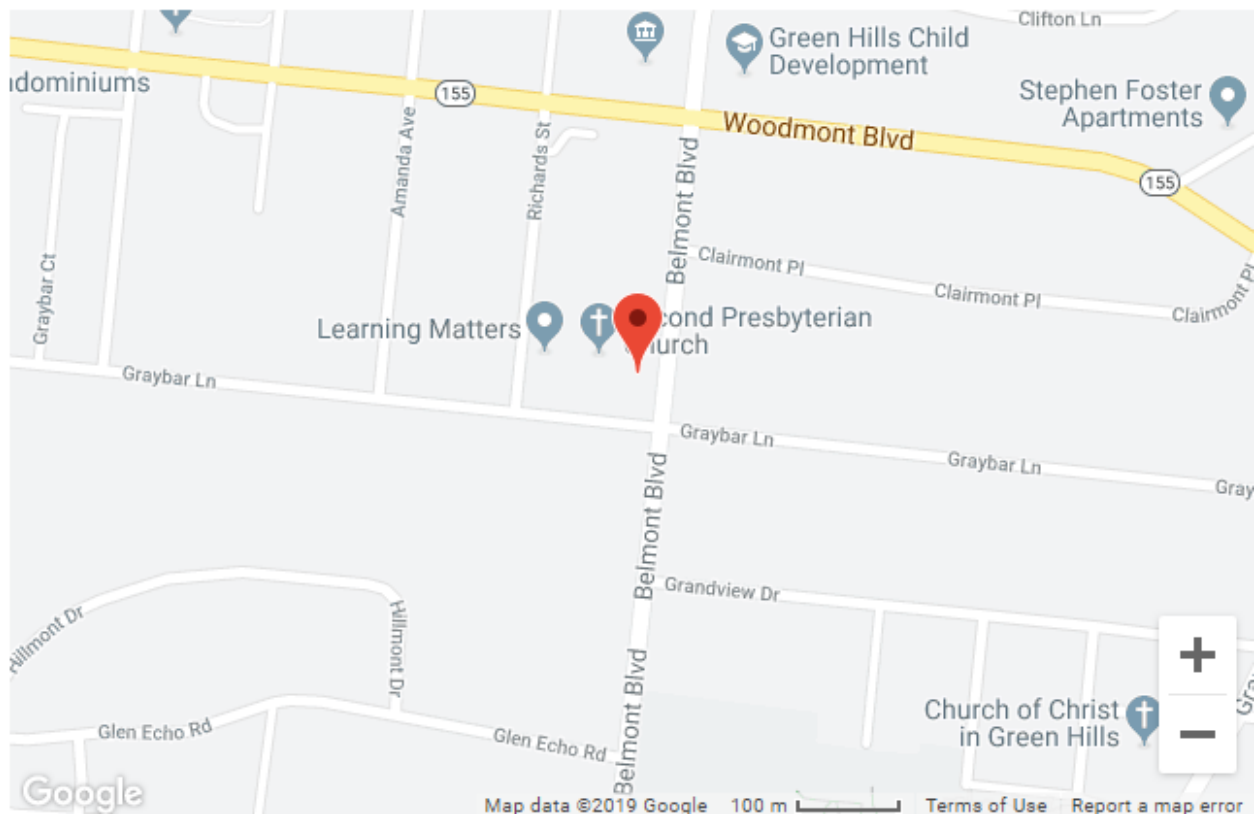 Clifton Ln
Green Hills Child
Development
ndominiums
155
Stephen Foster
Apartments
Woodmont Blvd
155
Amanda Ave
Richards St
Belmont Blvd
Graybar Ct
Clairmont Pl
Clairmont Pl
Clairmont Pl
Learning Matters
cond Presbyterian
Church
Graybar Ln
Graybar Ln
Graybar Ln
Gray
Belmont Blvd
Grandview Dr
Hillmont Dr
Hillmont Dr
Belmont Blvd
Glen Echo Rd
Glen Echo Rd
Church of Christ
in Green Hills
+
−
Google
Map data ©2019 Google
100 m
Terms of Use
Report a map error